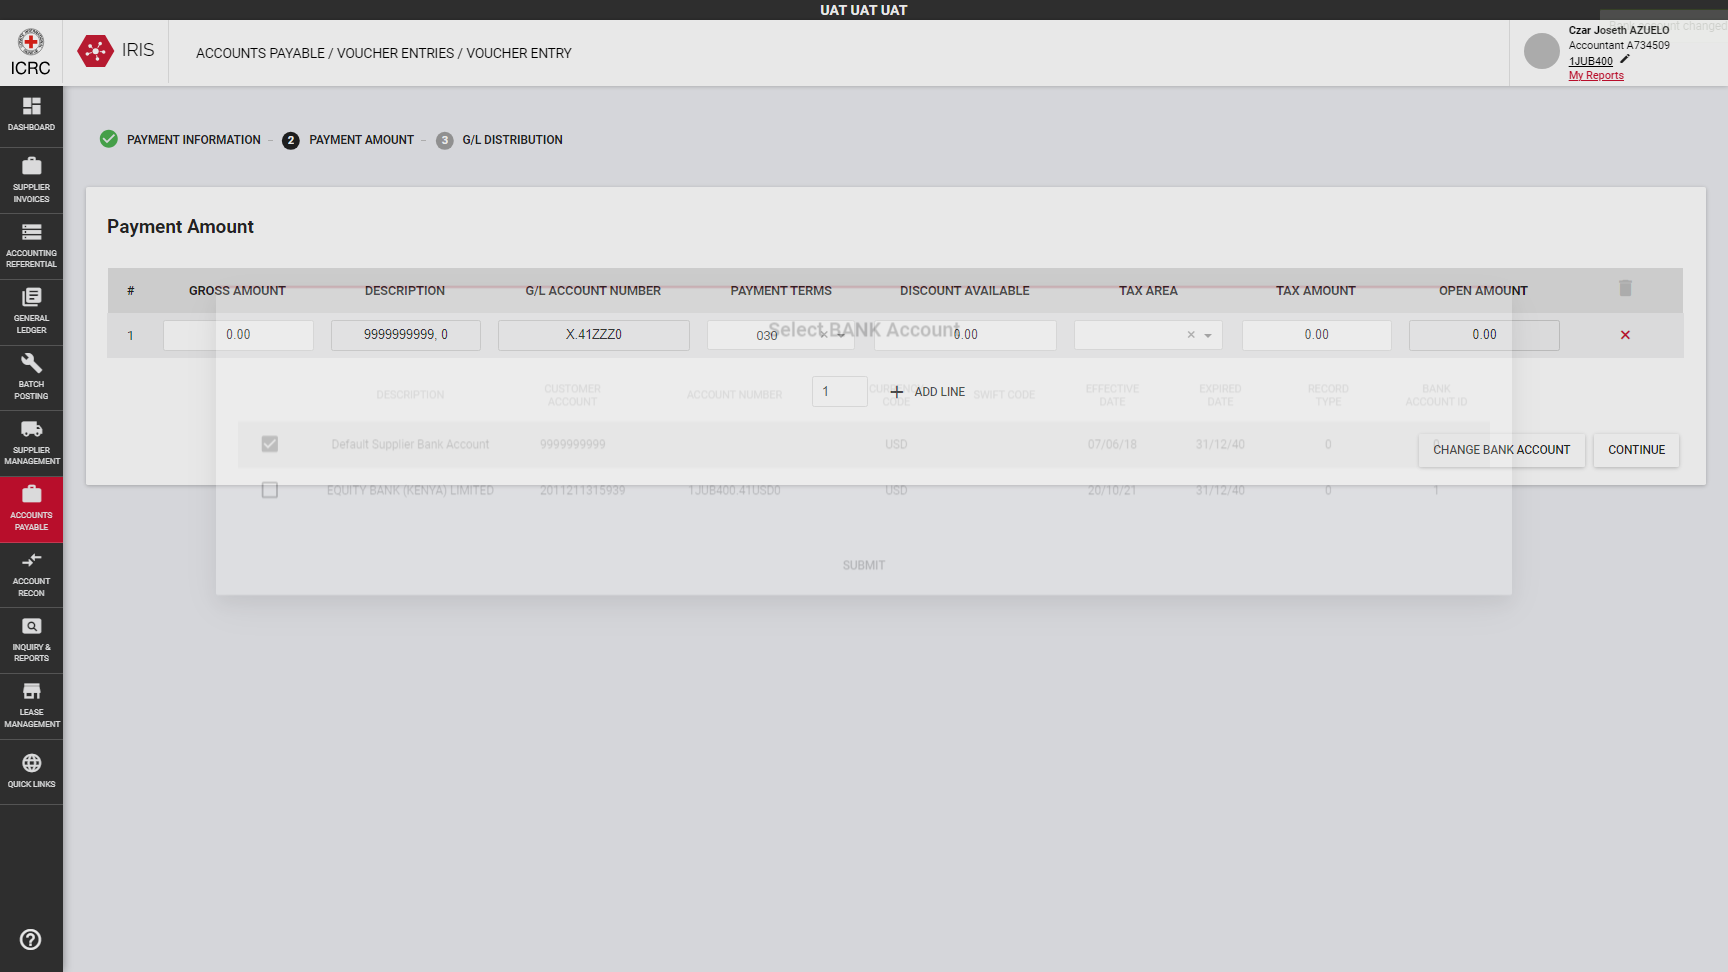 UAT UAT UAT
ICRC
IRIS
ACCOUNTS PAYABLE / VOUCHER ENTRIES / VOUCHER ENTRY
Bank account changed
Czar Joseth AZUELO
Accountant A734509
1JUB400
My Reports
DASHBOARD
SUPPLIER
INVOICES
ACCOUNTING
REFERENTIAL
GENERAL
LEDGER
BATCH
POSTING
SUPPLIER
MANAGEMENT
ACCOUNTS
PAYABLE
ACCOUNT
RECON
INQUIRY &
REPORTS
LEASE
MANAGEMENT
QUICK LINKS
PAYMENT INFORMATION - 2 PAYMENT AMOUNT - 3 G/L DISTRIBUTION
Payment Amount
# GROSS AMOUNT DESCRIPTION G/L ACCOUNT NUMBER PAYMENT TERMS DISCOUNT AVAILABLE TAX AREA TAX AMOUNT OPEN AMOUNT
1 0.00 9999999999, 0 X.41ZZZ0 030 × 0.00 × 0.00 0.00 ×
1 + ADD LINE
CHANGE BANK ACCOUNT CONTINUE
Select BANK Account
DESCRIPTION CUSTOMER ACCOUNT ACCOUNT NUMBER CURRENCY CODE SWIFT CODE EFFECTIVE DATE EXPIRED DATE RECORD TYPE BANK ACCOUNT ID
Default Supplier Bank Account 9999999999 USD 07/06/18 31/12/40 0 0
EQUITY BANK (KENYA) LIMITED 2011211315939 1JUB400.41USD0 USD 20/10/21 31/12/40 0 1
SUBMIT